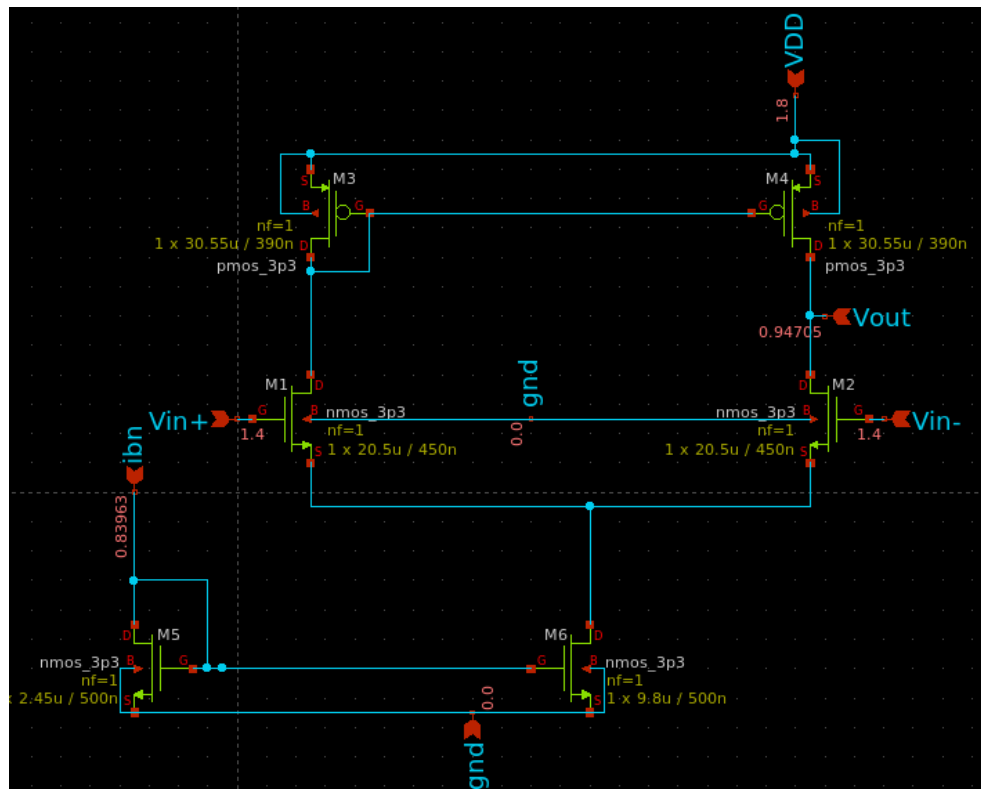 VDD
1.8
S
M3
M4
S
B
G
G
B
nf=1
nf=1
1 x 30.55u / 390n
D
D
1 x 30.55u / 390n
pmos_3p3
pmos_3p3
Vout
0.94705
gnd
M1
D
D
M2
Vin+
G
B
nmos_3p3
nmos_3p3
B
G
Vin-
1.4
nf=1
0.0
nf=1
1.4
S
1 x 20.5u / 450n
1 x 20.5u / 450n
S
ibn
0.83963
D
M5
M6
D
nmos_3p3
B
G
G
B
nmos_3p3
nf=1
nf=1
x 2.45u / 500n
S
0.0
S
1 x 9.8u / 500n
gnd